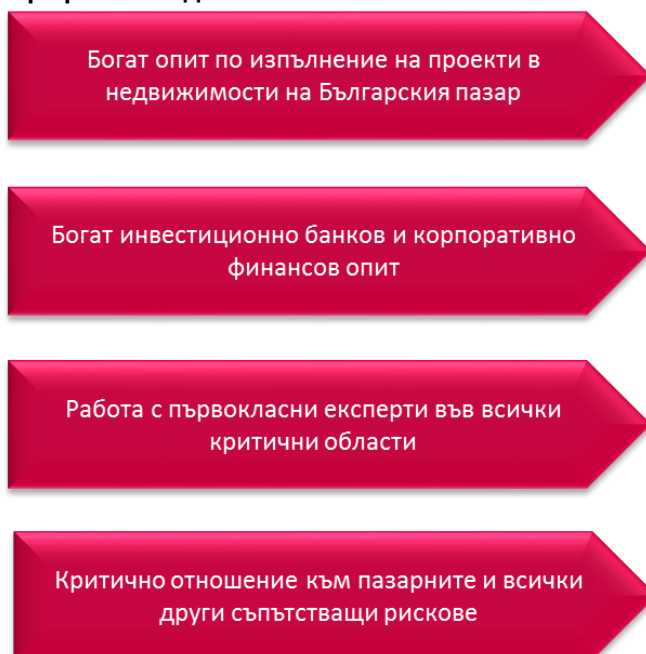 Богат опит по изпълнение на проекти в
недвижимости на Българския пазар
Богат инвестиционно банков и корпоративно
финансов опит
Работа с първокласни експерти във всички
критични области
Критично отношение към пазарните и всички
други съпътстващи рискове